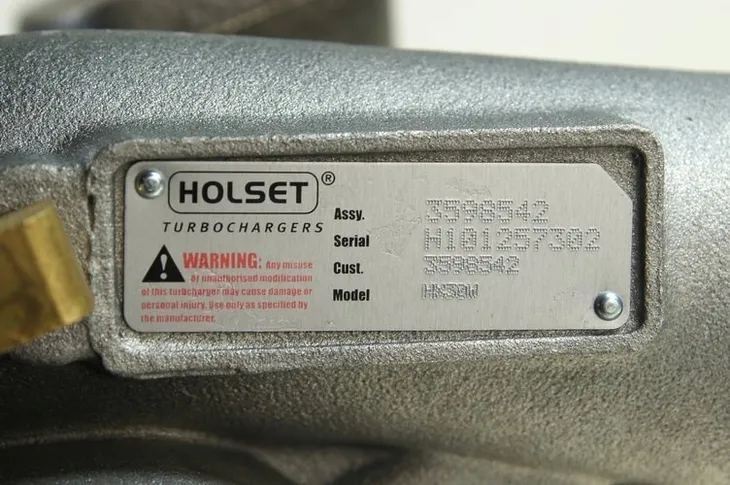 HOLSET®
TURBOCHARGERS
WARNING: Any misuse
or unauthorised modification
of this turbocharger may cause damage or
personal injury. Use only as specified by
the manufacturer.
Assy. 3598542
Serial H101257302
Cust. 3598542
Model HX30W